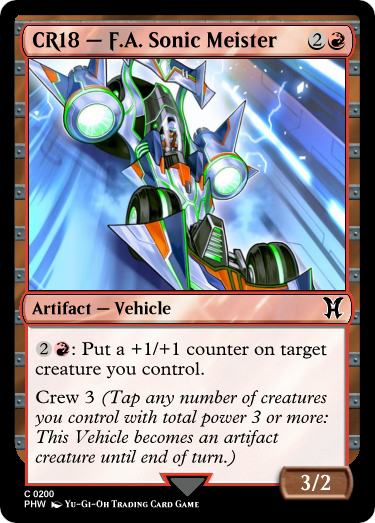 CR18 — F.A. Sonic Meister 2
Artifact — Vehicle
2 : Put a +1/+1 counter on target
creature you control.
Crew 3 (Tap any number of creatures
you control with total power 3 or more:
This Vehicle becomes an artifact
creature until end of turn.)
3/2
C 0200
PHW Yu-Gi-Oh Trading Card Game